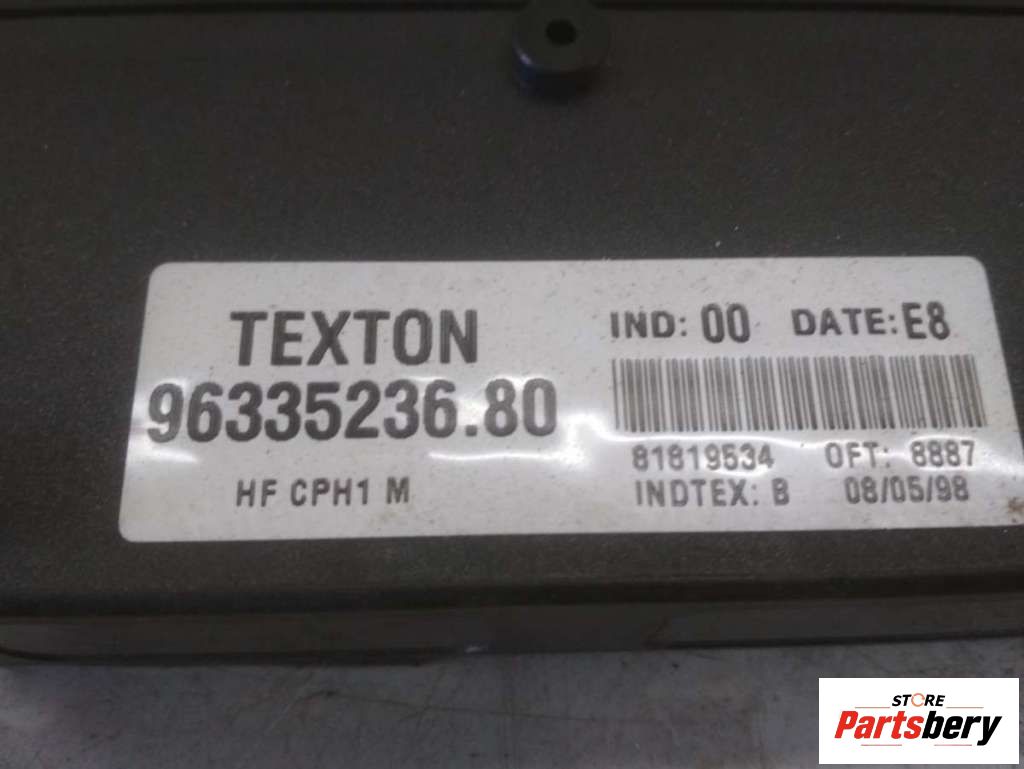 TEXTON
96335236.80
HF CPH1 M
IND: 00 DATE: E8
81819534 OFT: 8887
INDTEX: B 08/05/98
STORE
Partsbery